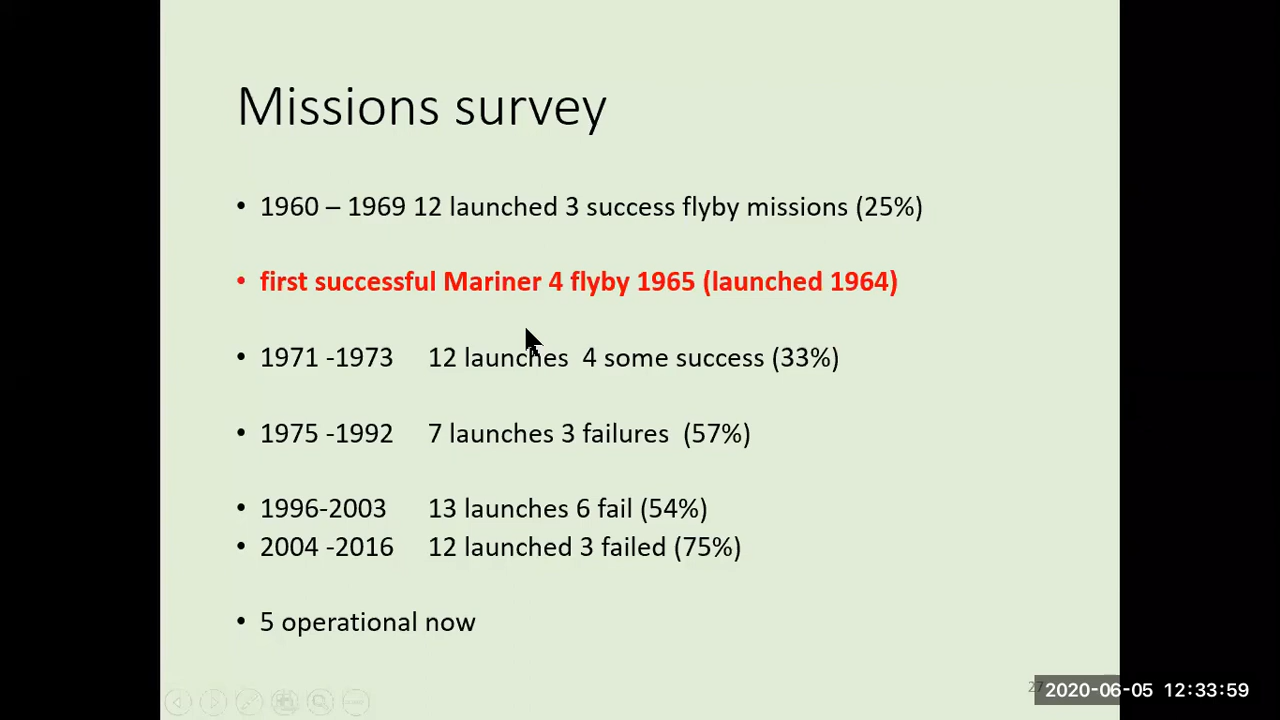 Missions survey
• 1960 – 1969 12 launched 3 success flyby missions (25%)
• first successful Mariner 4 flyby 1965 (launched 1964)
• 1971 -1973 12 launches 4 some success (33%)
• 1975 -1992 7 launches 3 failures (57%)
• 1996-2003 13 launches 6 fail (54%)
• 2004 -2016 12 launched 3 failed (75%)
• 5 operational now
27
2020-06-05 12:33:59